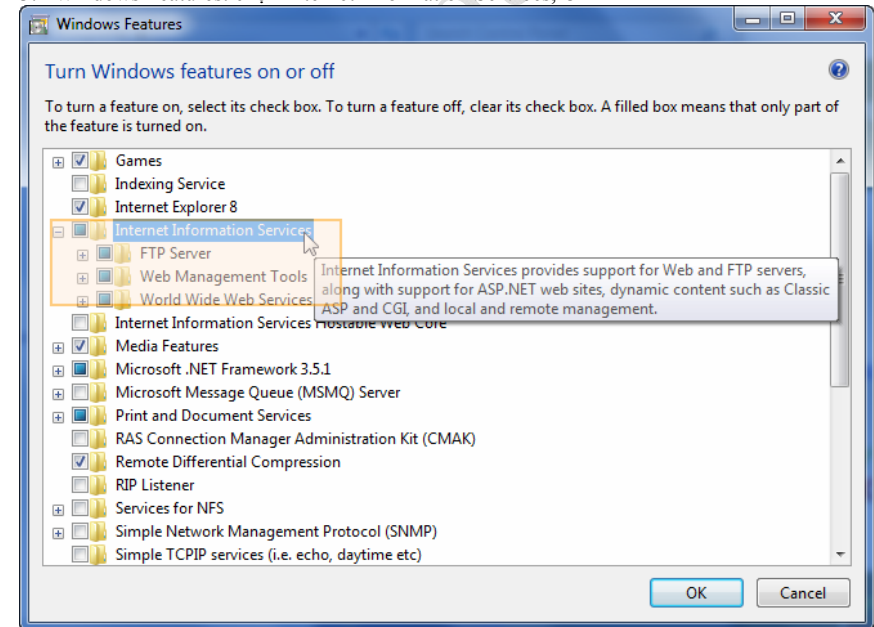 Windows Features
Turn Windows features on or off
To turn a feature on, select its check box. To turn a feature off, clear its check box. A filled box means that only part of
the feature is turned on.
Games
Indexing Service
Internet Explorer 8
Internet Information Services
FTP Server
Web Management Tools
World Wide Web Services
Internet Information Services provides support for Web and FTP servers,
along with support for ASP.NET web sites, dynamic content such as Classic
ASP and CGI, and local and remote management.
Internet Information Services Hostable Web Core
Media Features
Microsoft .NET Framework 3.5.1
Microsoft Message Queue (MSMQ) Server
Print and Document Services
RAS Connection Manager Administration Kit (CMAK)
Remote Differential Compression
RIP Listener
Services for NFS
Simple Network Management Protocol (SNMP)
Simple TCPIP services (i.e. echo, daytime etc)
OK
Cancel